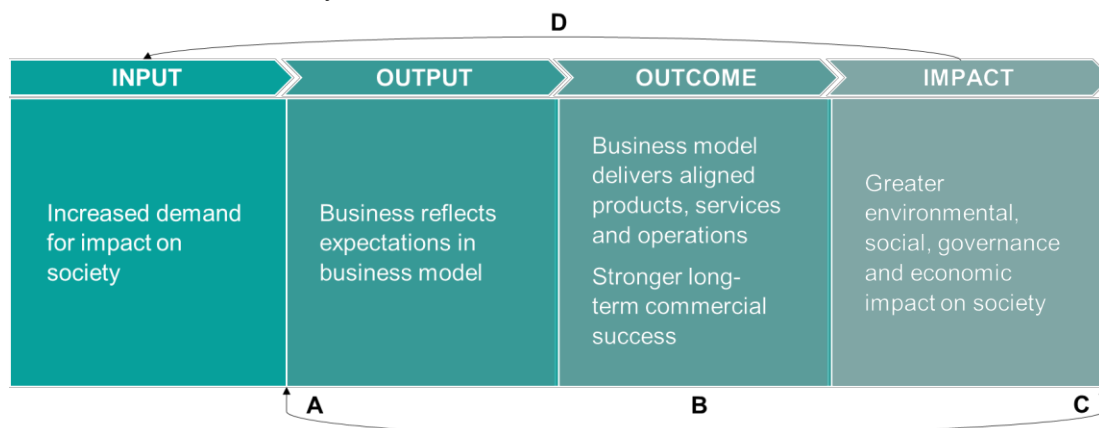 D
INPUT
OUTPUT
OUTCOME
IMPACT
Increased demand
for impact on
society
Business reflects
expectations in
business model
Business model
delivers aligned
products, services
and operations
Stronger long-
term commercial
success
Greater
environmental,
social, governance
and economic
impact on society
A
B
C